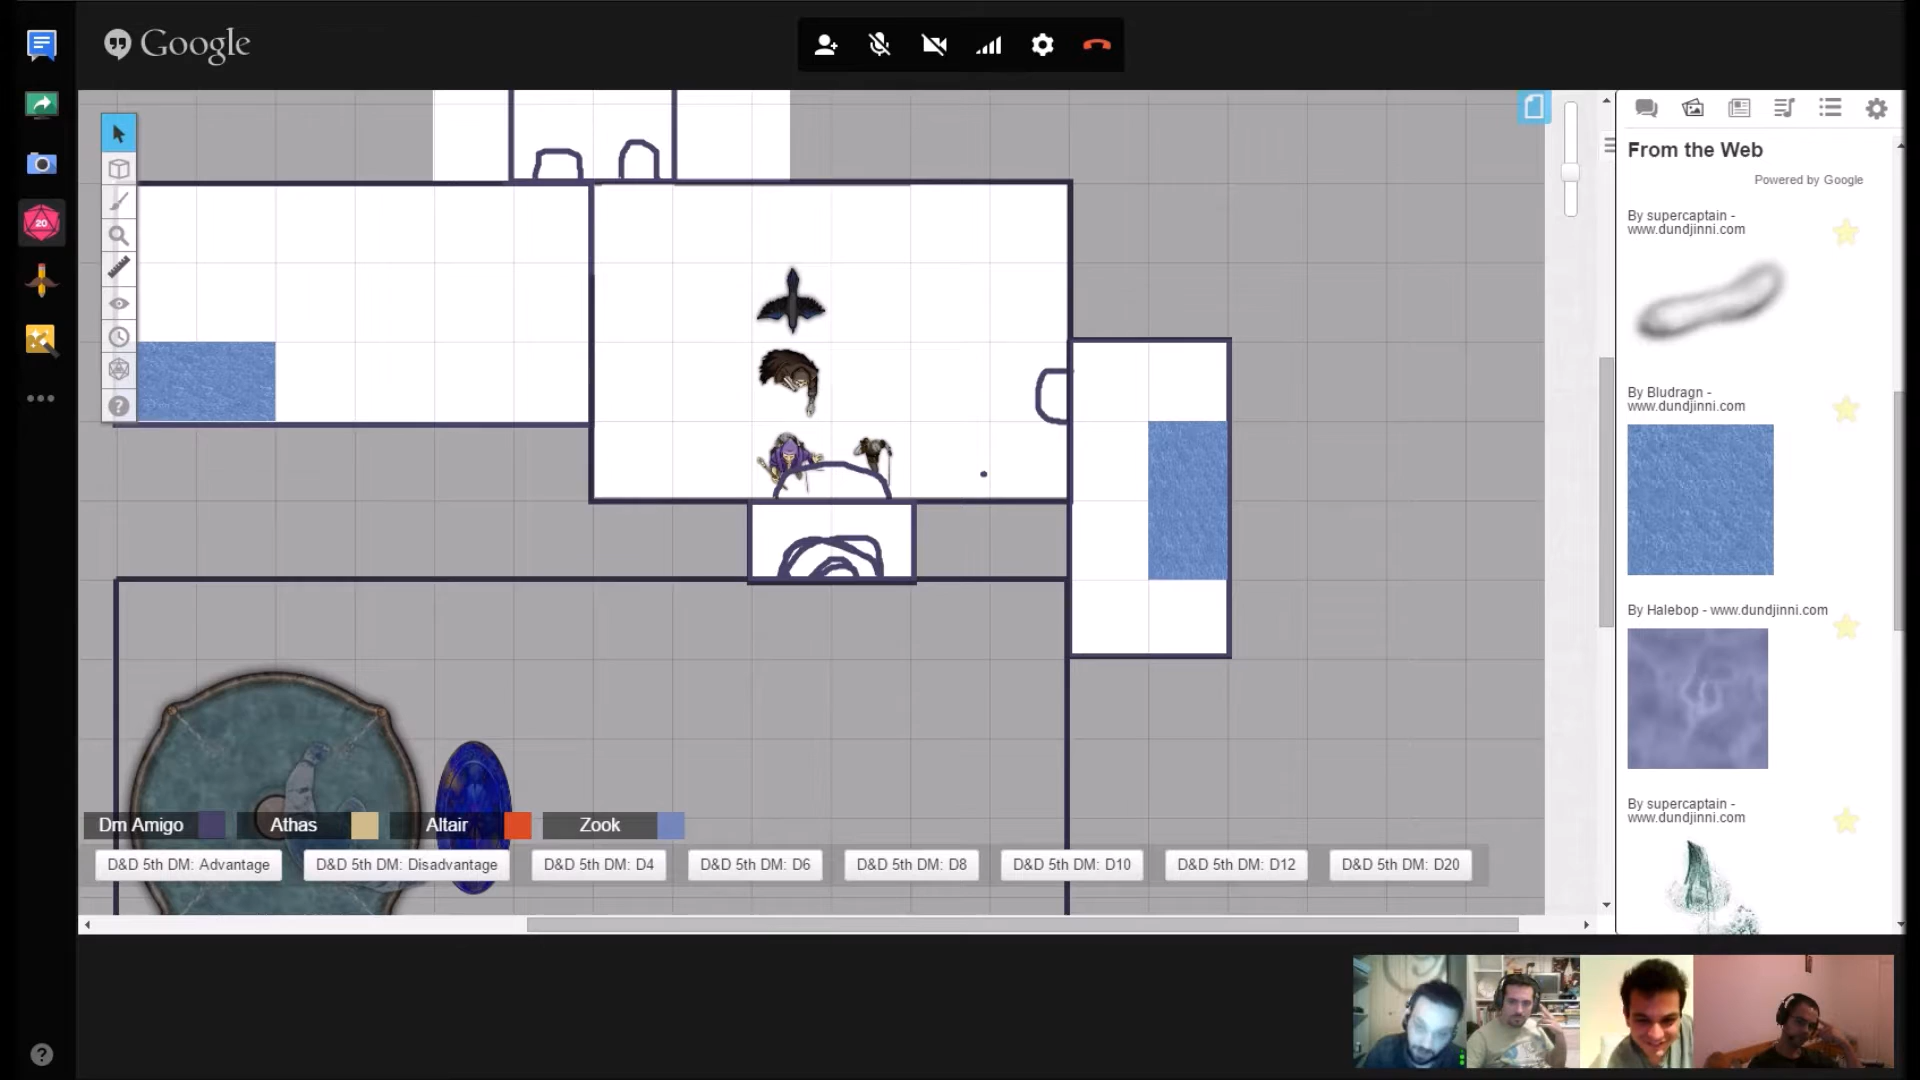 Google
20
From the Web
Powered by Google
By supercaptain -
www.dundjinni.com
By Bludragn -
www.dundjinni.com
By Halebop - www.dundjinni.com
By supercaptain -
www.dundjinni.com
Dm Amigo
Athas
Altair
Zook
D&D 5th DM: Advantage
D&D 5th DM: Disadvantage
D&D 5th DM: D4
D&D 5th DM: D6
D&D 5th DM: D8
D&D 5th DM: D10
D&D 5th DM: D12
D&D 5th DM: D20